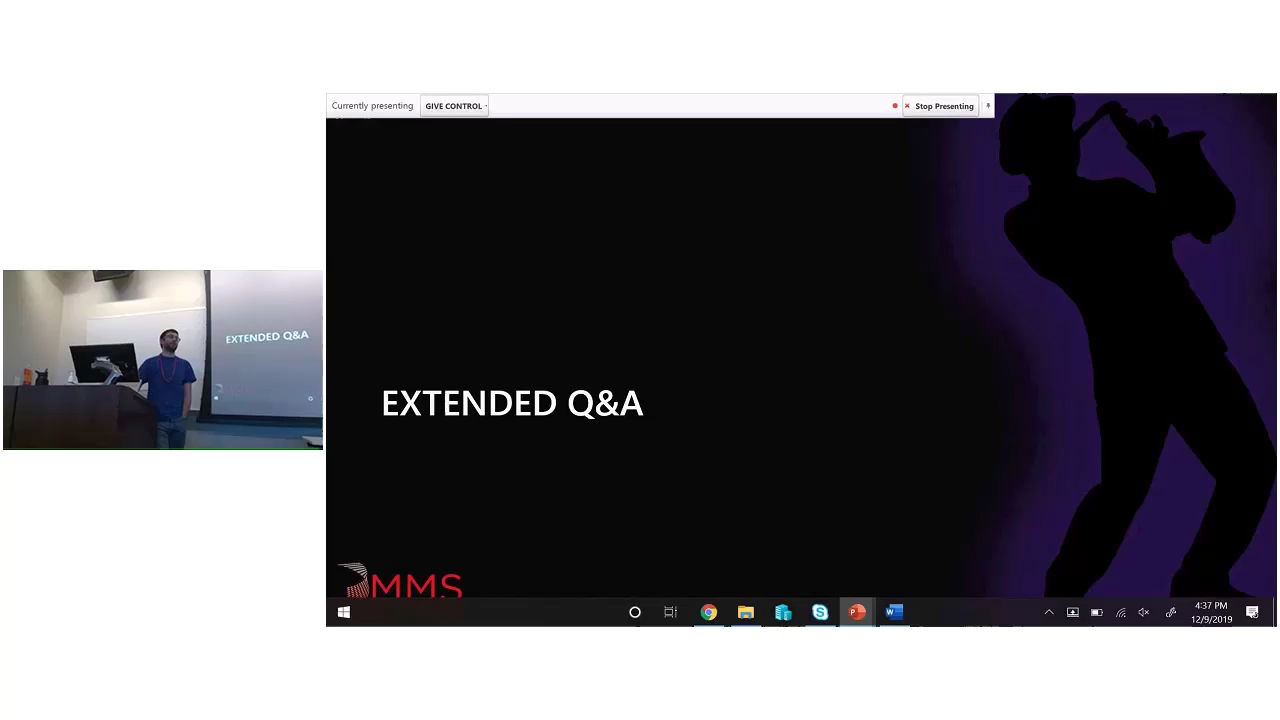 Currently presenting GIVE CONTROL
Stop Presenting
EXTENDED Q&A
EXTENDED Q&A
MMS
4:37 PM
12/9/2019